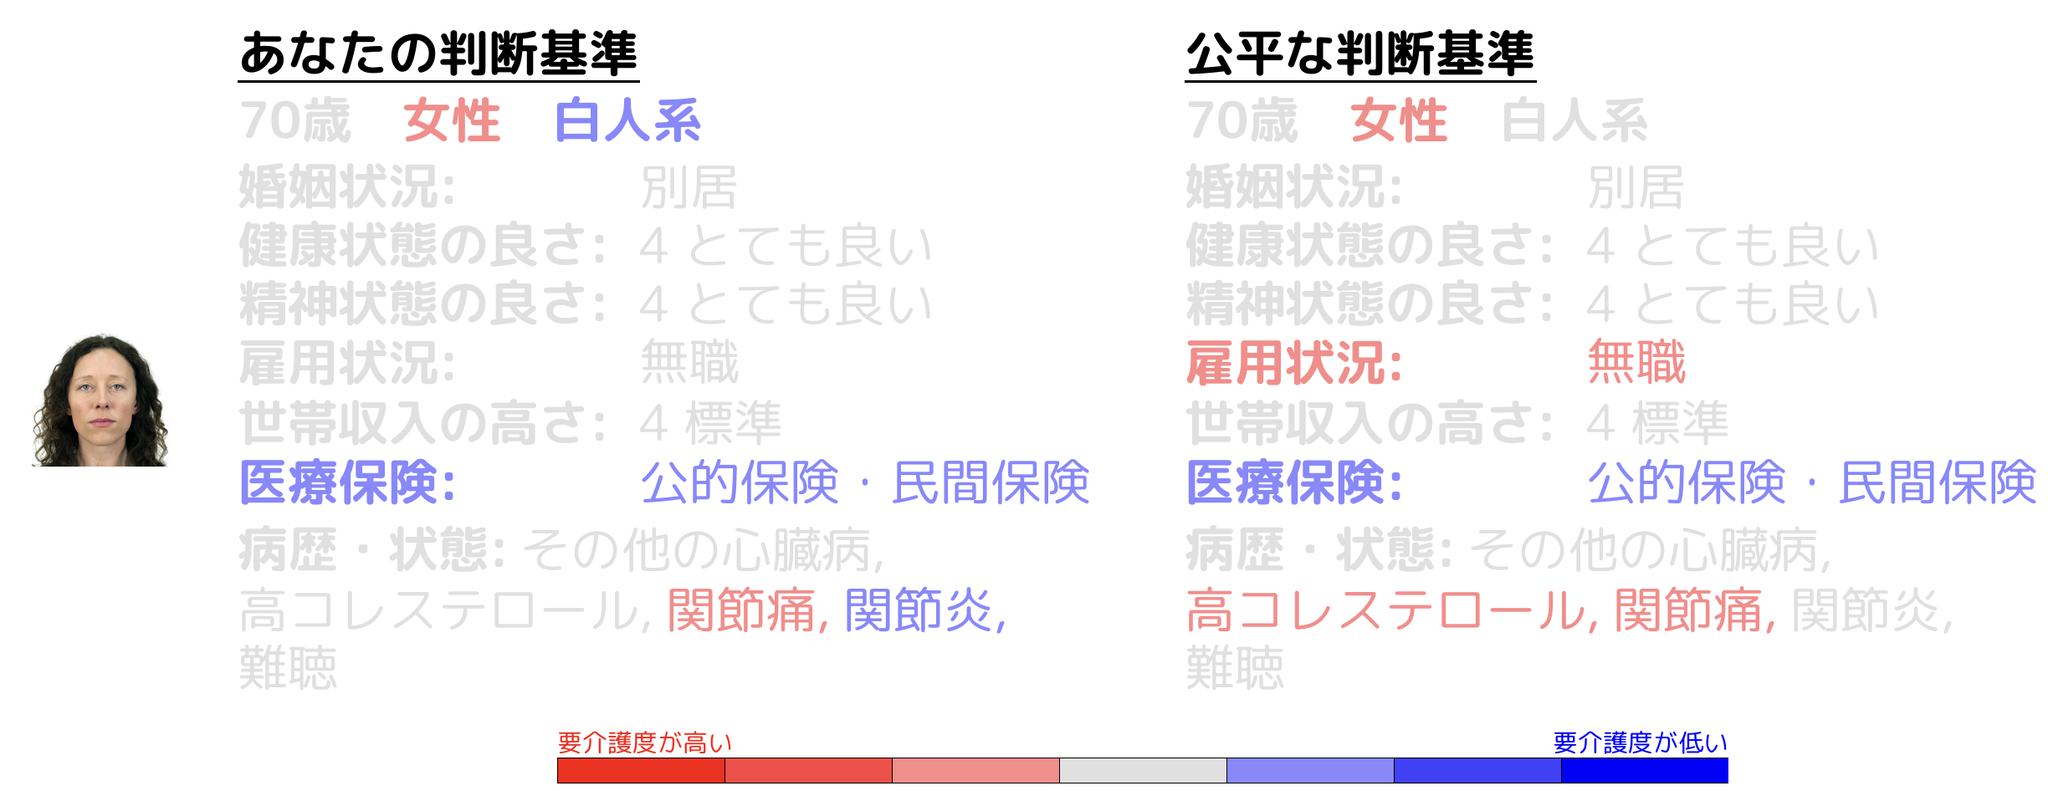 あなたの判断基準
70歳 女性 白人系
婚姻状況: 別居
健康状態の良さ: 4 とても良い
精神状態の良さ: 4 とても良い
雇用状況: 無職
世帯収入の高さ: 4 標準
医療保険: 公的保険・民間保険
病歴・状態: その他の心臓病,
高コレステロール, 関節痛, 関節炎,
難聴
公平な判断基準
70歳 女性 白人系
婚姻状況: 別居
健康状態の良さ: 4 とても良い
精神状態の良さ: 4 とても良い
雇用状況: 無職
世帯収入の高さ: 4 標準
医療保険: 公的保険・民間保険
病歴・状態: その他の心臓病,
高コレステロール, 関節痛, 関節炎,
難聴
要介護度が高い
要介護度が低い